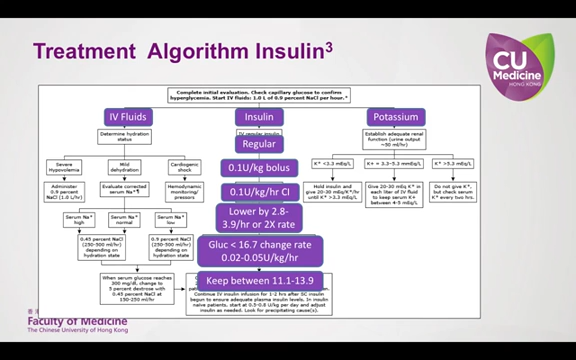 Treatment Algorithm Insulin3
CU
Medicine
HONG KONG
Complete initial evaluation. Check capillary glucose to confirm
hyperglycemia. Start IV fluids: 1.0 L of 0.9 percent NaCl per hour.*
IV Fluids
Insulin
Potassium
Determine hydration
status
IV regular insulin
Regular
Establish adequate renal
function (urine output
~50 ml/hr)
Severe
Hypovolemia
Mild
dehydration
Cardiogenic
shock
Administer
0.9 percent
NaCl (1.0 L/hr)
Evaluate corrected
serum Na+¶
Hemodynamic
monitoring/
pressors
Serum Na+
high
Serum Na+
normal
Serum Na+
low
0.45 percent NaCl
(250-500 ml/hr)
depending on
hydration state
0.9 percent NaCl
(250-500 ml/hr)
depending on
hydration state
When serum glucose reaches
300 mg/dl, change to
5 percent dextrose with
0.45 percent NaCl at
150-250 ml/hr
0.1U/kg bolus
0.1U/kg/hr CI
Lower by 2.8-
3.9/hr or 2X rate
Gluc < 16.7 change rate
0.02-0.05U/kg/hr
Keep between 11.1-13.9
Continue IV insulin infusion for 1-2 hrs after SC insulin
begun to ensure adequate plasma insulin levels. In insulin
naive patients, start at 0.5-0.8 U/kg per day and adjust
insulin as needed. Look for precipitating cause(s).
K+ <3.3 mEq/L
K+ = 3.3-5.3 mEq/L
K+ >5.3 mEq/L
Hold insulin and
give 20-30 mEq/K+/hr
until K+ >3.3 mEq/L
Give 20-30 mEq K+ in
each liter of IV fluid
to keep serum K+
between 4-5 mEq/L
Do not give K+,
but check serum
K+ every two hrs.
Faculty of Medicine
The Chinese University of Hong Kong